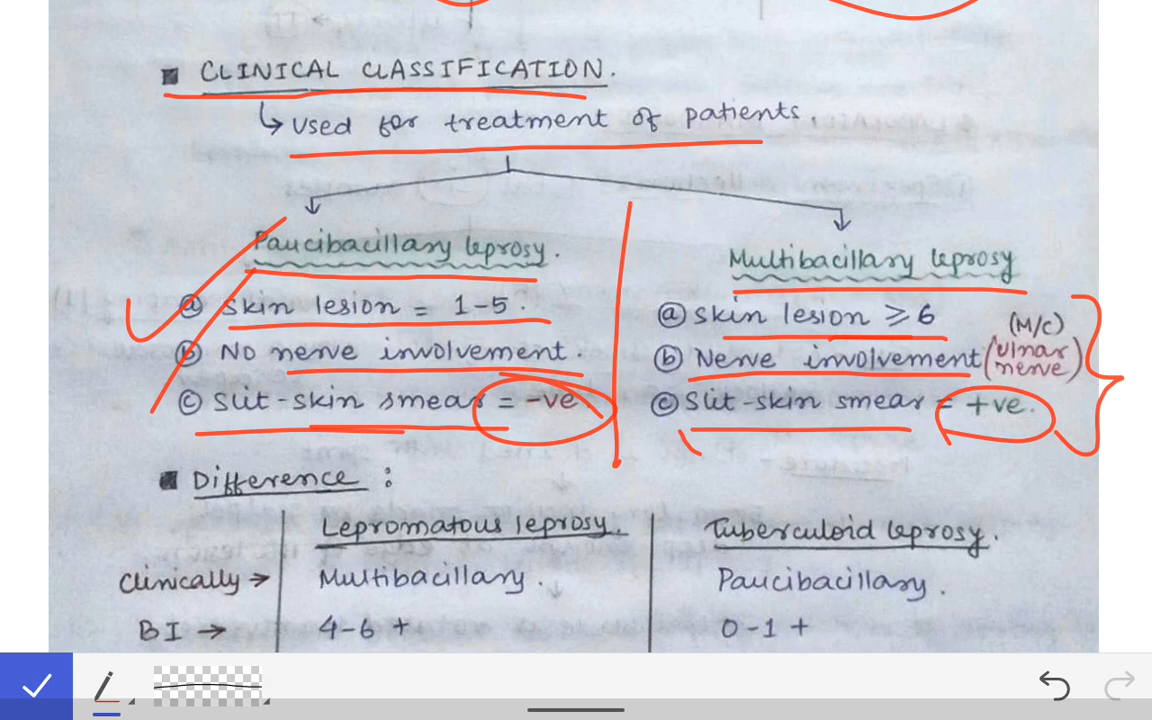 CLINICAL CLASSIFICATION.
↳ Used for treatment of patients.
Paucibacillary leprosy.
ⓐ Skin lesion = 1-5.
ⓑ No nerve involvement
ⓒ Slit-skin smear = -ve
Multibacillary leprosy
ⓐ Skin lesion ≥ 6
ⓑ Nerve involvement (ulnar nerve)
(M/C)
ⓒ Slit-skin smear = +ve.
Difference :
Lepromatous leprosy. Tuberculoid leprosy.
Clinically → Multibacillary. Paucibacillary.
BI → 4-6 + 0-1 +